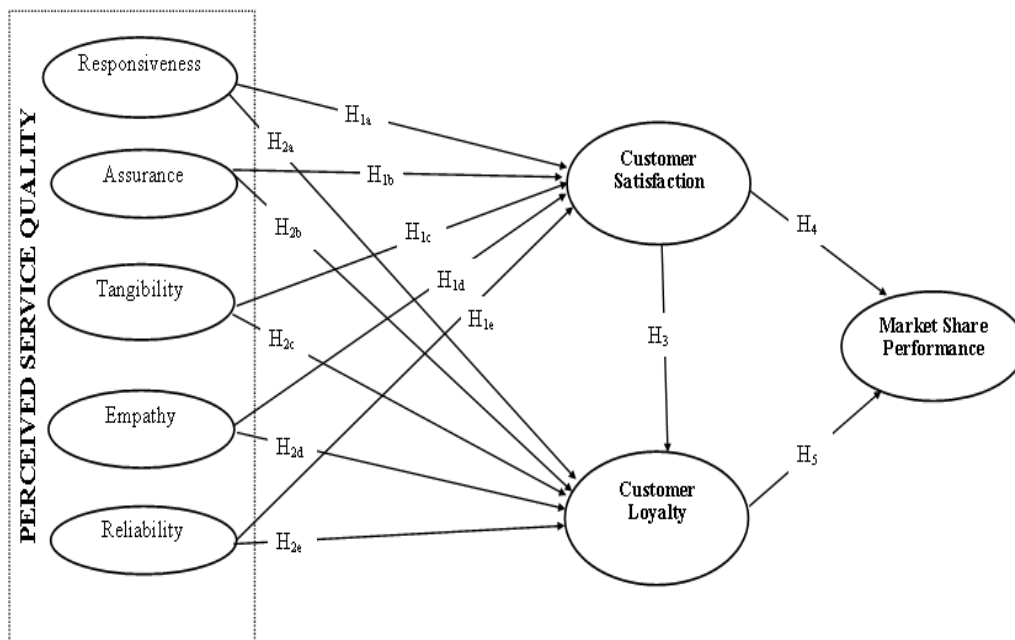 PERCEIVED SERVICE QUALITY
Responsiveness
Assurance
Tangibility
Empathy
Reliability
H1a
H2a
H1b
H2b
H1c
H1d
H1e
H2c
H2d
H2e
Customer
Satisfaction
H3
Customer
Loyalty
H4
H5
Market Share
Performance